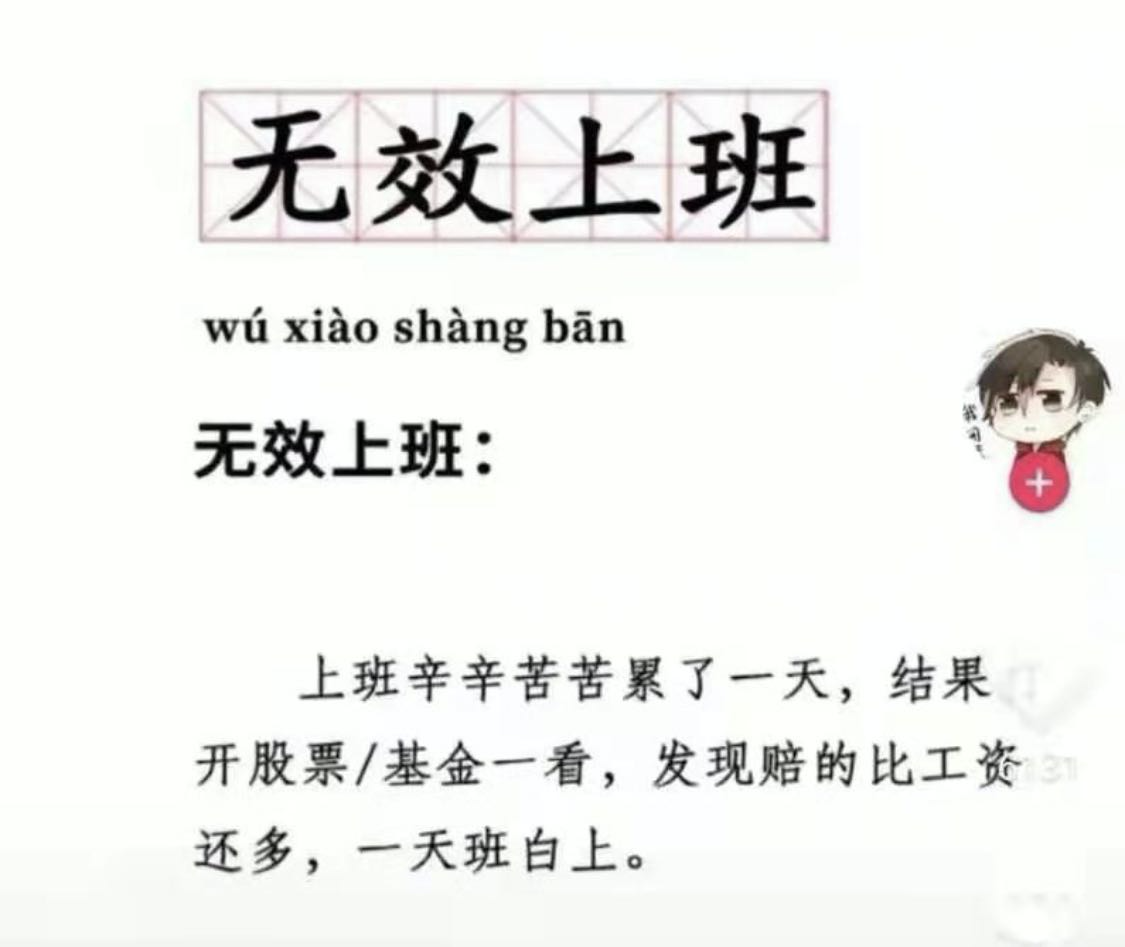 无效上班
wú xiào shàng bān
无效上班：
上班辛辛苦苦累了一天，结果
开股票/基金一看，发现赔的比工资
还多，一天班白上。